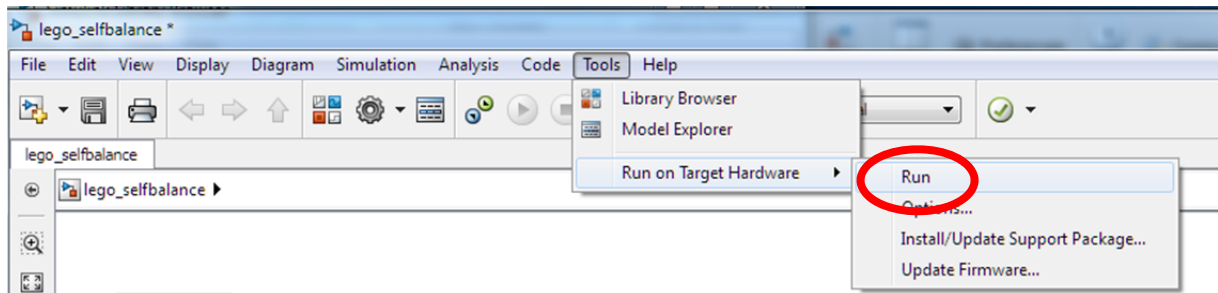 lego_selfbalance *
File Edit View Display Diagram Simulation Analysis Code Tools Help
Library Browser
Model Explorer
lego_selfbalance
Run on Target Hardware
Run
lego_selfbalance
Options...
Install/Update Support Package...
Update Firmware...